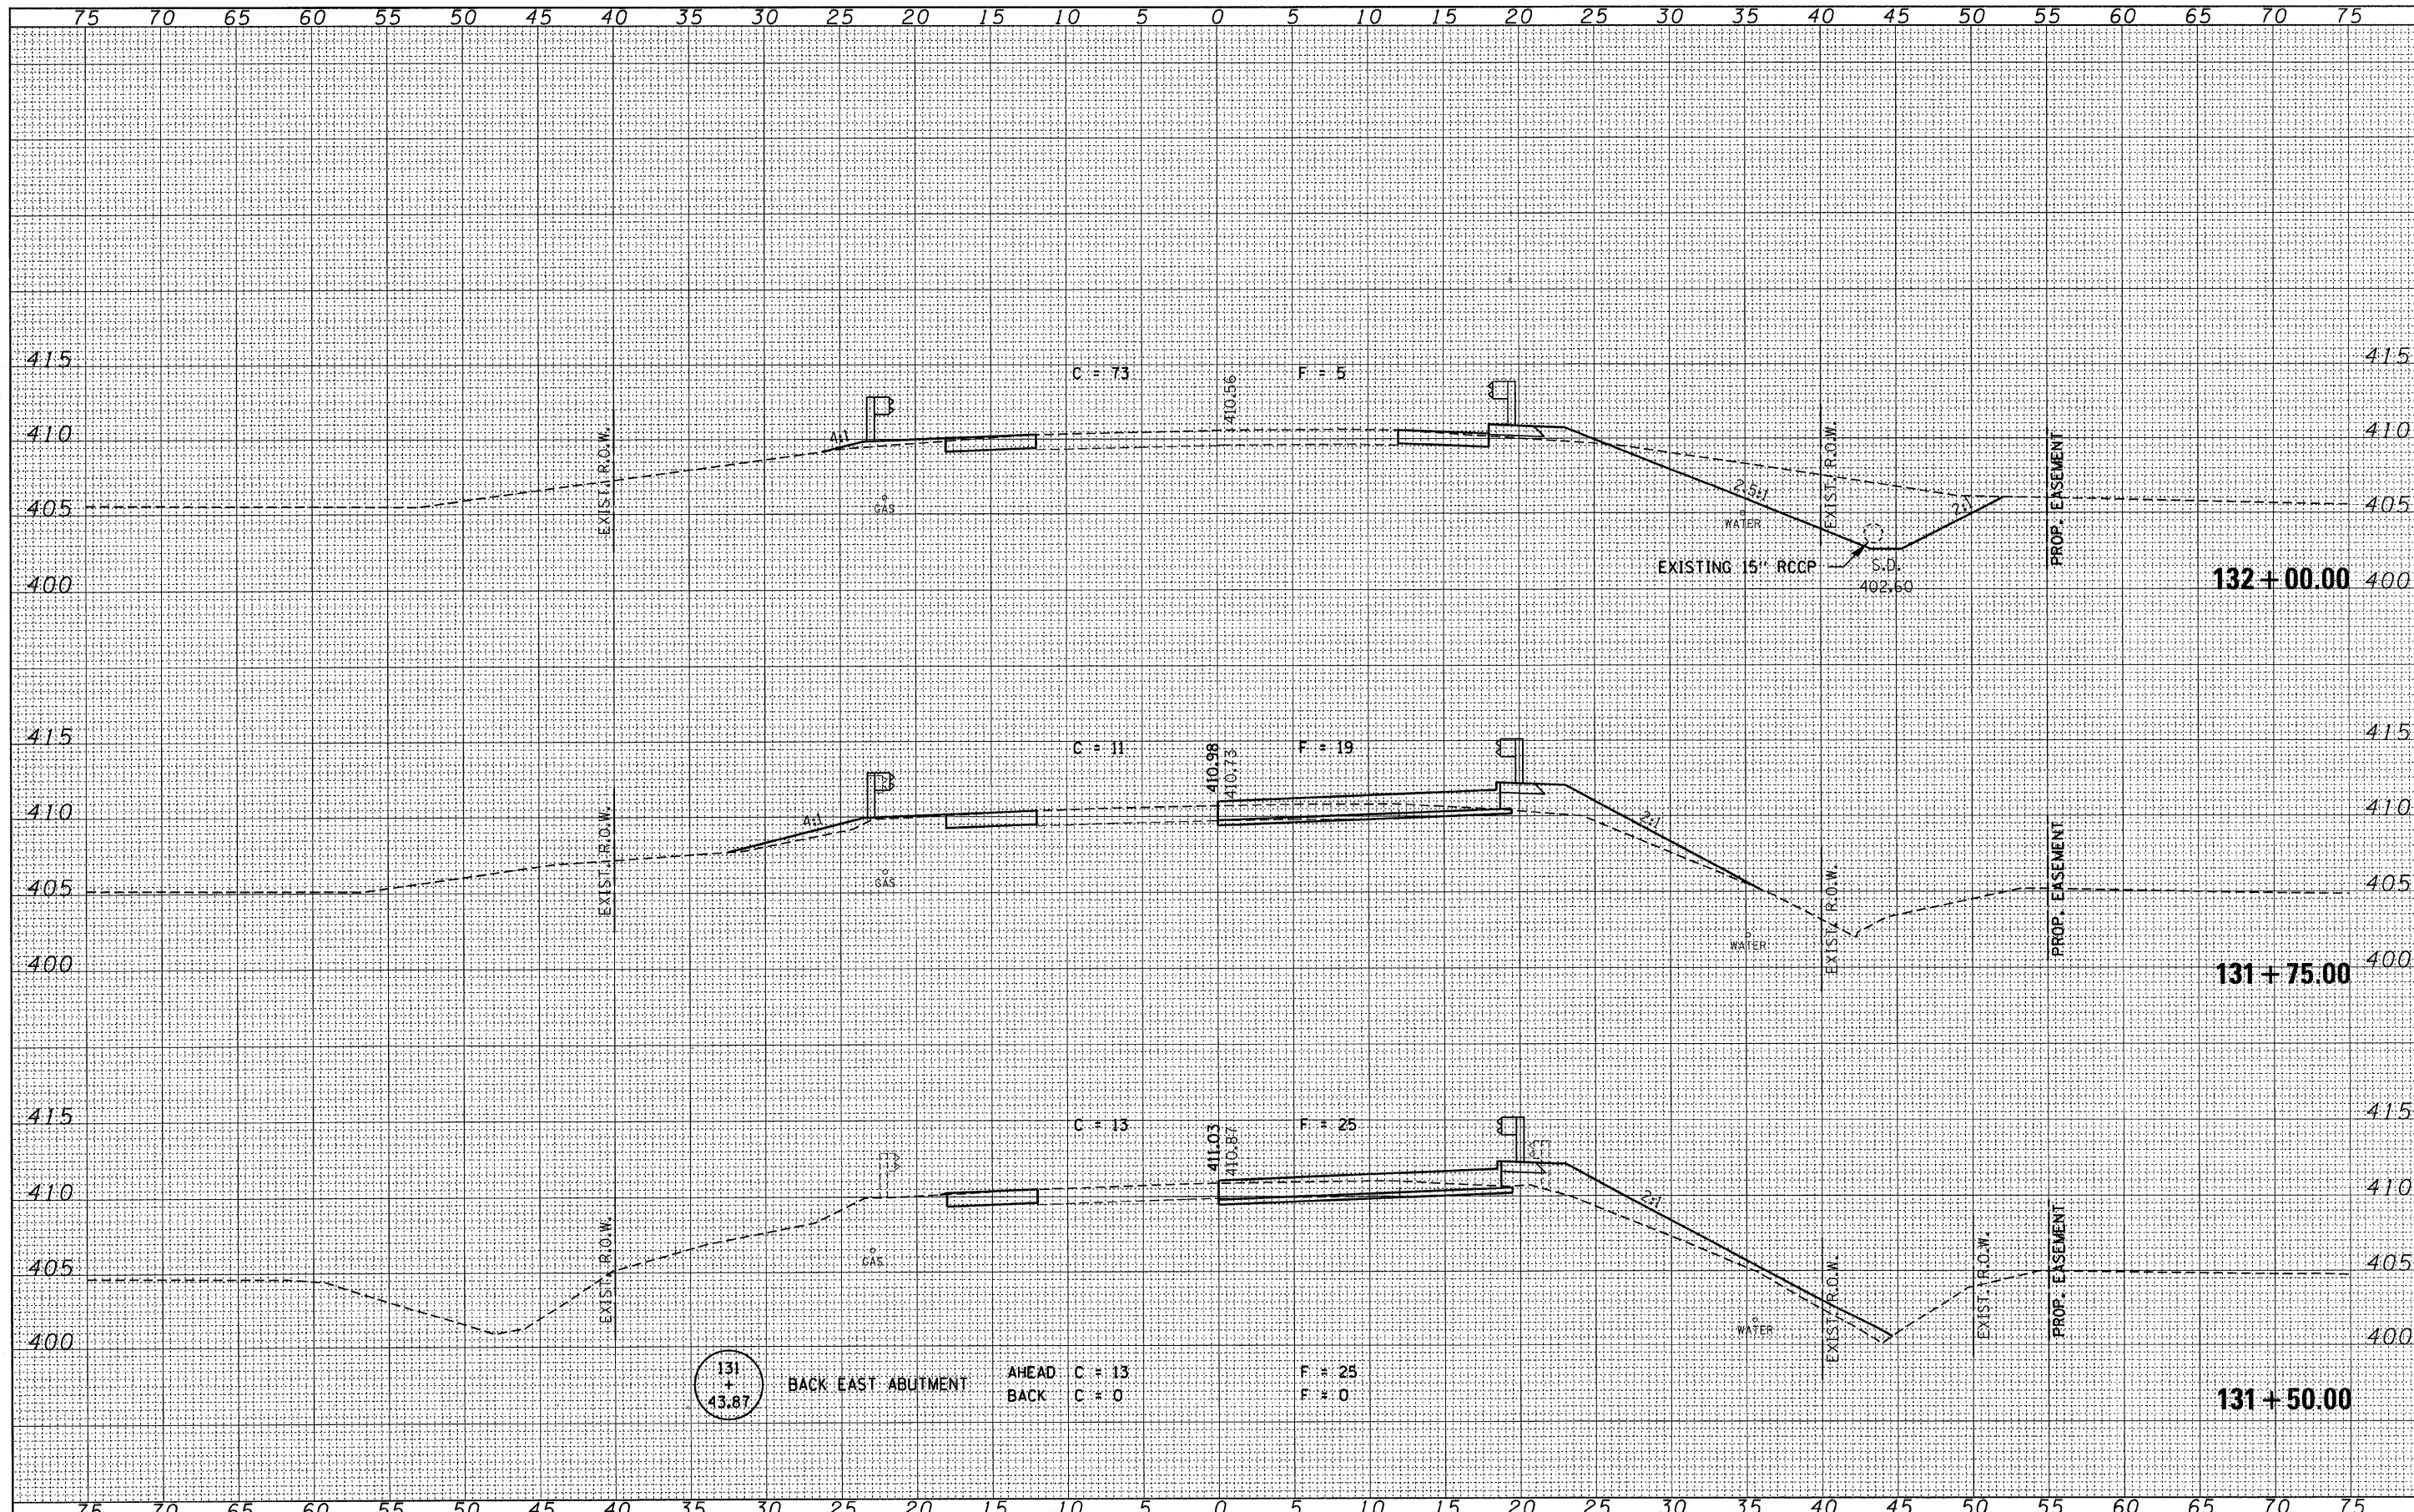 75 70 65 60 55 50 45 40 35 30 25 20 15 10 5 0 5 10 15 20 25 30 35 40 45 50 55 60 65 70 75
415 415
C = 73 F = 5
410.56
410 410
4:1
EXIST. R.O.W.
EXIST. R.O.W.
PROP. EASEMENT
2.5:1
2:1
405 405
GAS
WATER
EXISTING 15" RCCP
S.D.
402.60
400 400
132 + 00.00
415 415
C = 11 F = 19
410.98
410.73
410 410
4:1
2:1
EXIST. R.O.W.
EXIST. R.O.W.
PROP. EASEMENT
405 405
GAS
WATER
400 400
131 + 75.00
415 415
C = 13 F = 25
411.03
410.87
410 410
2:1
EXIST. R.O.W.
EXIST. R.O.W.
EXIST. R.O.W.
PROP. EASEMENT
405 405
GAS
WATER
400 400
131
+
43.87
BACK EAST ABUTMENT
AHEAD C = 13 F = 25
BACK C = 0 F = 0
131 + 50.00
75 70 65 60 55 50 45 40 35 30 25 20 15 10 5 0 5 10 15 20 25 30 35 40 45 50 55 60 65 70 75